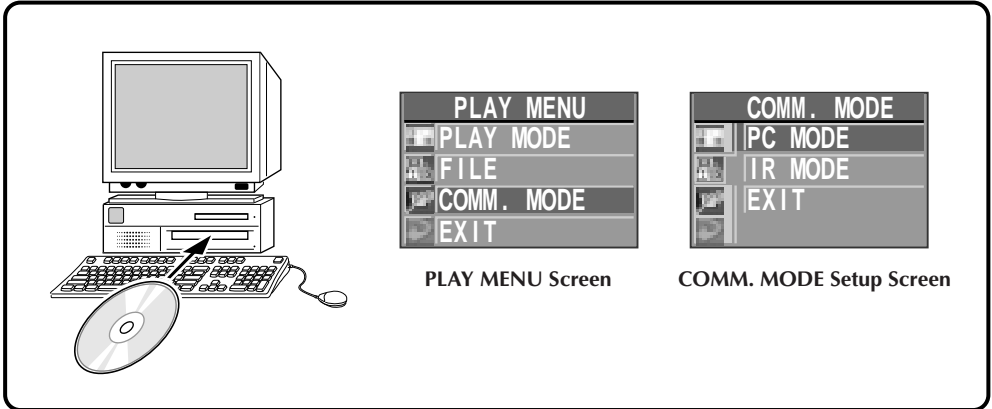 PLAY MENU
PLAY MODE
FILE
COMM. MODE
EXIT
PLAY MENU Screen
COMM. MODE
PC MODE
IR MODE
EXIT
COMM. MODE Setup Screen